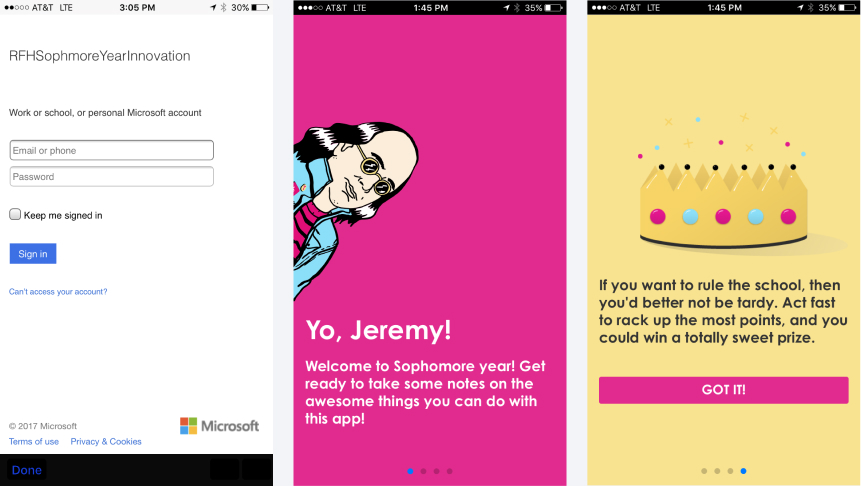 ●●○○○ AT&T LTE 3:05 PM 30%
RFHSophmoreYearInnovation
Work or school, or personal Microsoft account
Email or phone
Password
Keep me signed in
Sign in
Can't access your account?
© 2017 Microsoft
Terms of use Privacy & Cookies
Microsoft
Done
●●●○○ AT&T LTE 1:45 PM 35%
Yo, Jeremy!
Welcome to Sophomore year! Get
ready to take some notes on the
awesome things you can do with
this app!
●●●○○ AT&T LTE 1:45 PM 35%
If you want to rule the school, then
you'd better not be tardy. Act fast
to rack up the most points, and you
could win a totally sweet prize.
GOT IT!